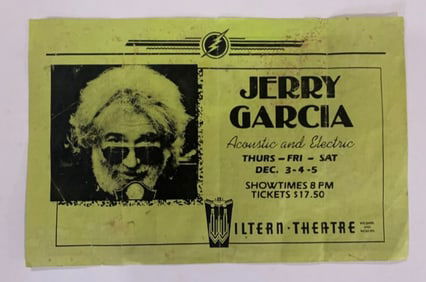 JERRY
GARCIA
Acoustic and Electric
THURS – FRI – SAT
DEC. 3-4-5
SHOWTIMES 8 PM
TICKETS $17.50
WILTERN · THEATRE